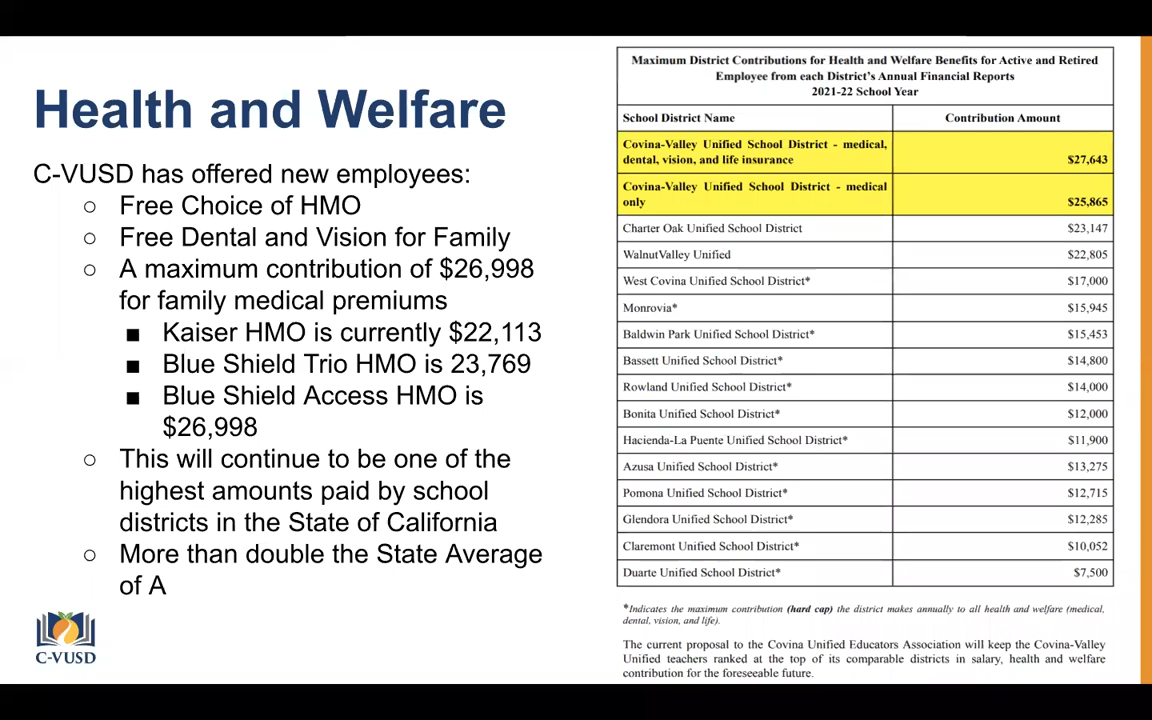 Health and Welfare
C-VUSD has offered new employees:
○ Free Choice of HMO
○ Free Dental and Vision for Family
○ A maximum contribution of $26,998
for family medical premiums
■ Kaiser HMO is currently $22,113
■ Blue Shield Trio HMO is 23,769
■ Blue Shield Access HMO is
$26,998
○ This will continue to be one of the
highest amounts paid by school
districts in the State of California
○ More than double the State Average
of A
C-VUSD
Maximum District Contributions for Health and Welfare Benefits for Active and Retired
Employee from each District's Annual Financial Reports
2021-22 School Year
School District Name Contribution Amount
Covina-Valley Unified School District - medical,
dental, vision, and life insurance $27,643
Covina-Valley Unified School District - medical
only $25,865
Charter Oak Unified School District $23,147
WalnutValley Unified $22,805
West Covina Unified School District* $17,000
Monrovia* $15,945
Baldwin Park Unified School District* $15,453
Bassett Unified School District* $14,800
Rowland Unified School District* $14,000
Bonita Unified School District* $12,000
Hacienda-La Puente Unified School District* $11,900
Azusa Unified School District* $13,275
Pomona Unified School District* $12,715
Glendora Unified School District* $12,285
Claremont Unified School District* $10,052
Duarte Unified School District* $7,500
*Indicates the maximum contribution (hard cap) the district makes annually to all health and welfare (medical,
dental, vision, and life).
The current proposal to the Covina Unified Educators Association will keep the Covina-Valley
Unified teachers ranked at the top of its comparable districts in salary, health and welfare
contribution for the foreseeable future.